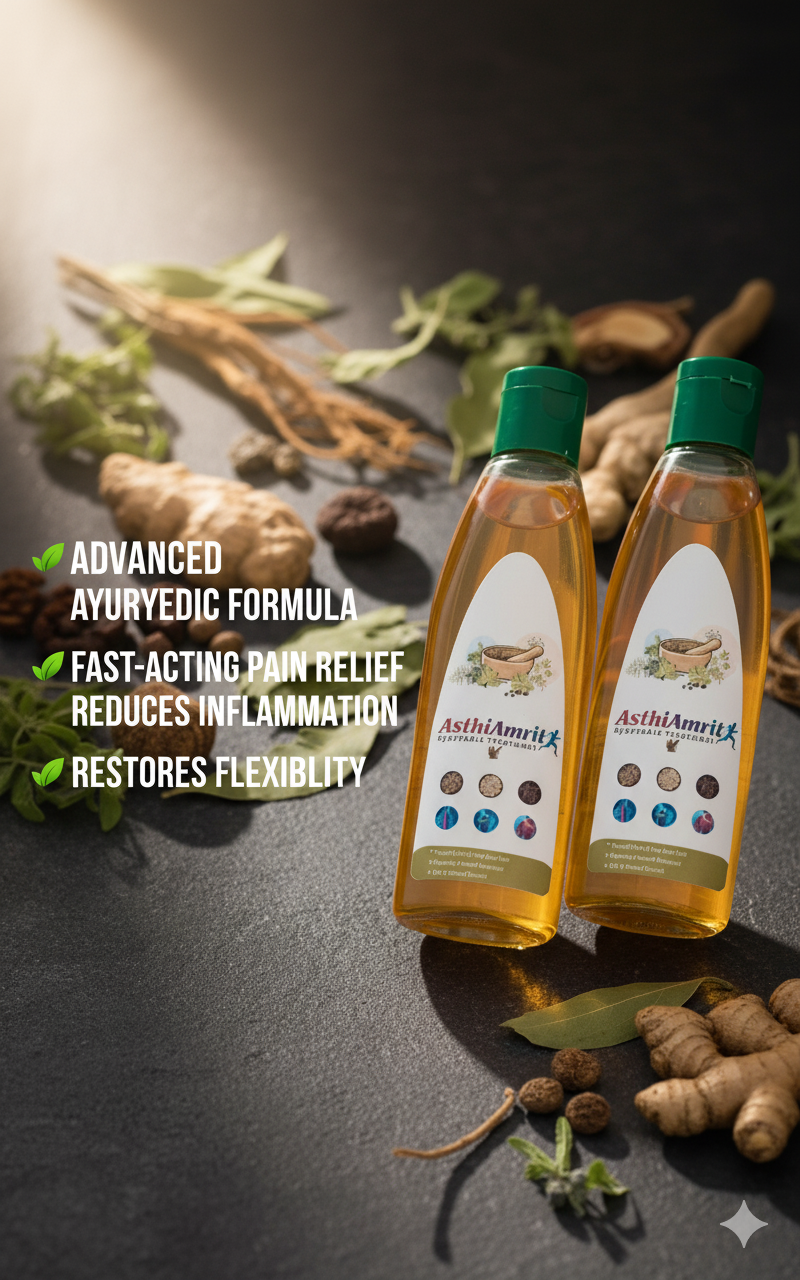 ADVANCED
AYURYEDIC FORMULA
FAST-ACTING PAIN RELIEF
REDUCES INFLAMMATION
RESTORES FLEXIBLITY
AsthiAmrit
AsthiAmrit